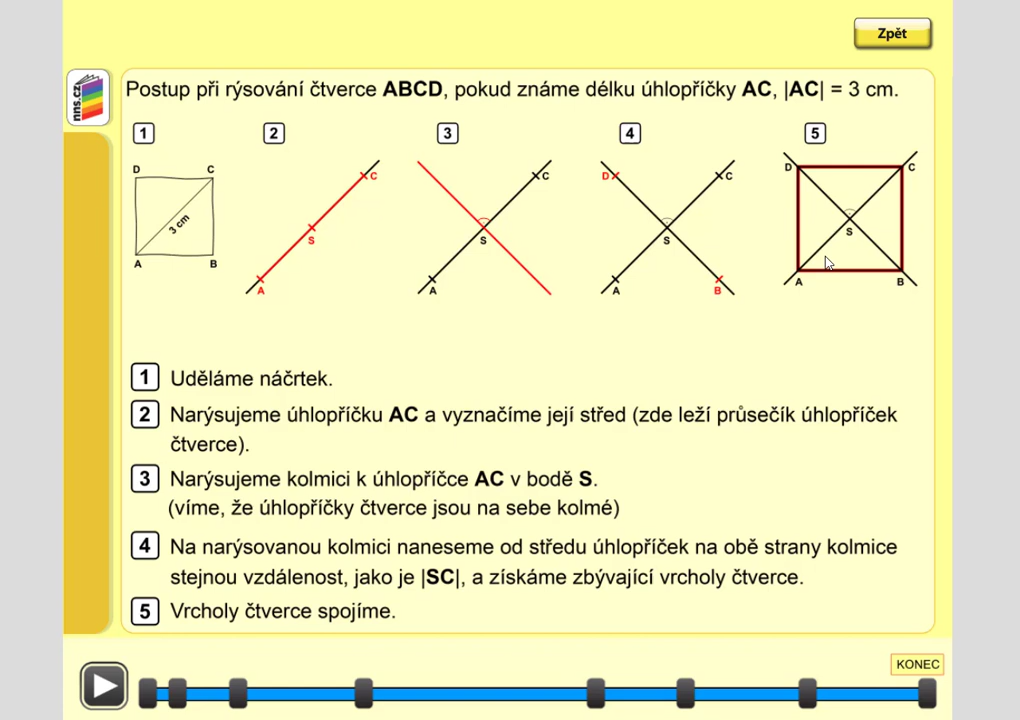 Zpět
nns.cz
Postup při rýsování čtverce ABCD, pokud známe délku úhlopříčky AC, |AC| = 3 cm.
1 2 3 4 5
D C
3 cm
A B
C
S
A
C
S
A
D C
S
A B
D C
S
A B
1 Uděláme náčrtek.
2 Narýsujeme úhlopříčku AC a vyznačíme její střed (zde leží průsečík úhlopříček
čtverce).
3 Narýsujeme kolmici k úhlopříčce AC v bodě S.
(víme, že úhlopříčky čtverce jsou na sebe kolmé)
4 Na narýsovanou kolmici naneseme od středu úhlopříček na obě strany kolmice
stejnou vzdálenost, jako je |SC|, a získáme zbývající vrcholy čtverce.
5 Vrcholy čtverce spojíme.
KONEC